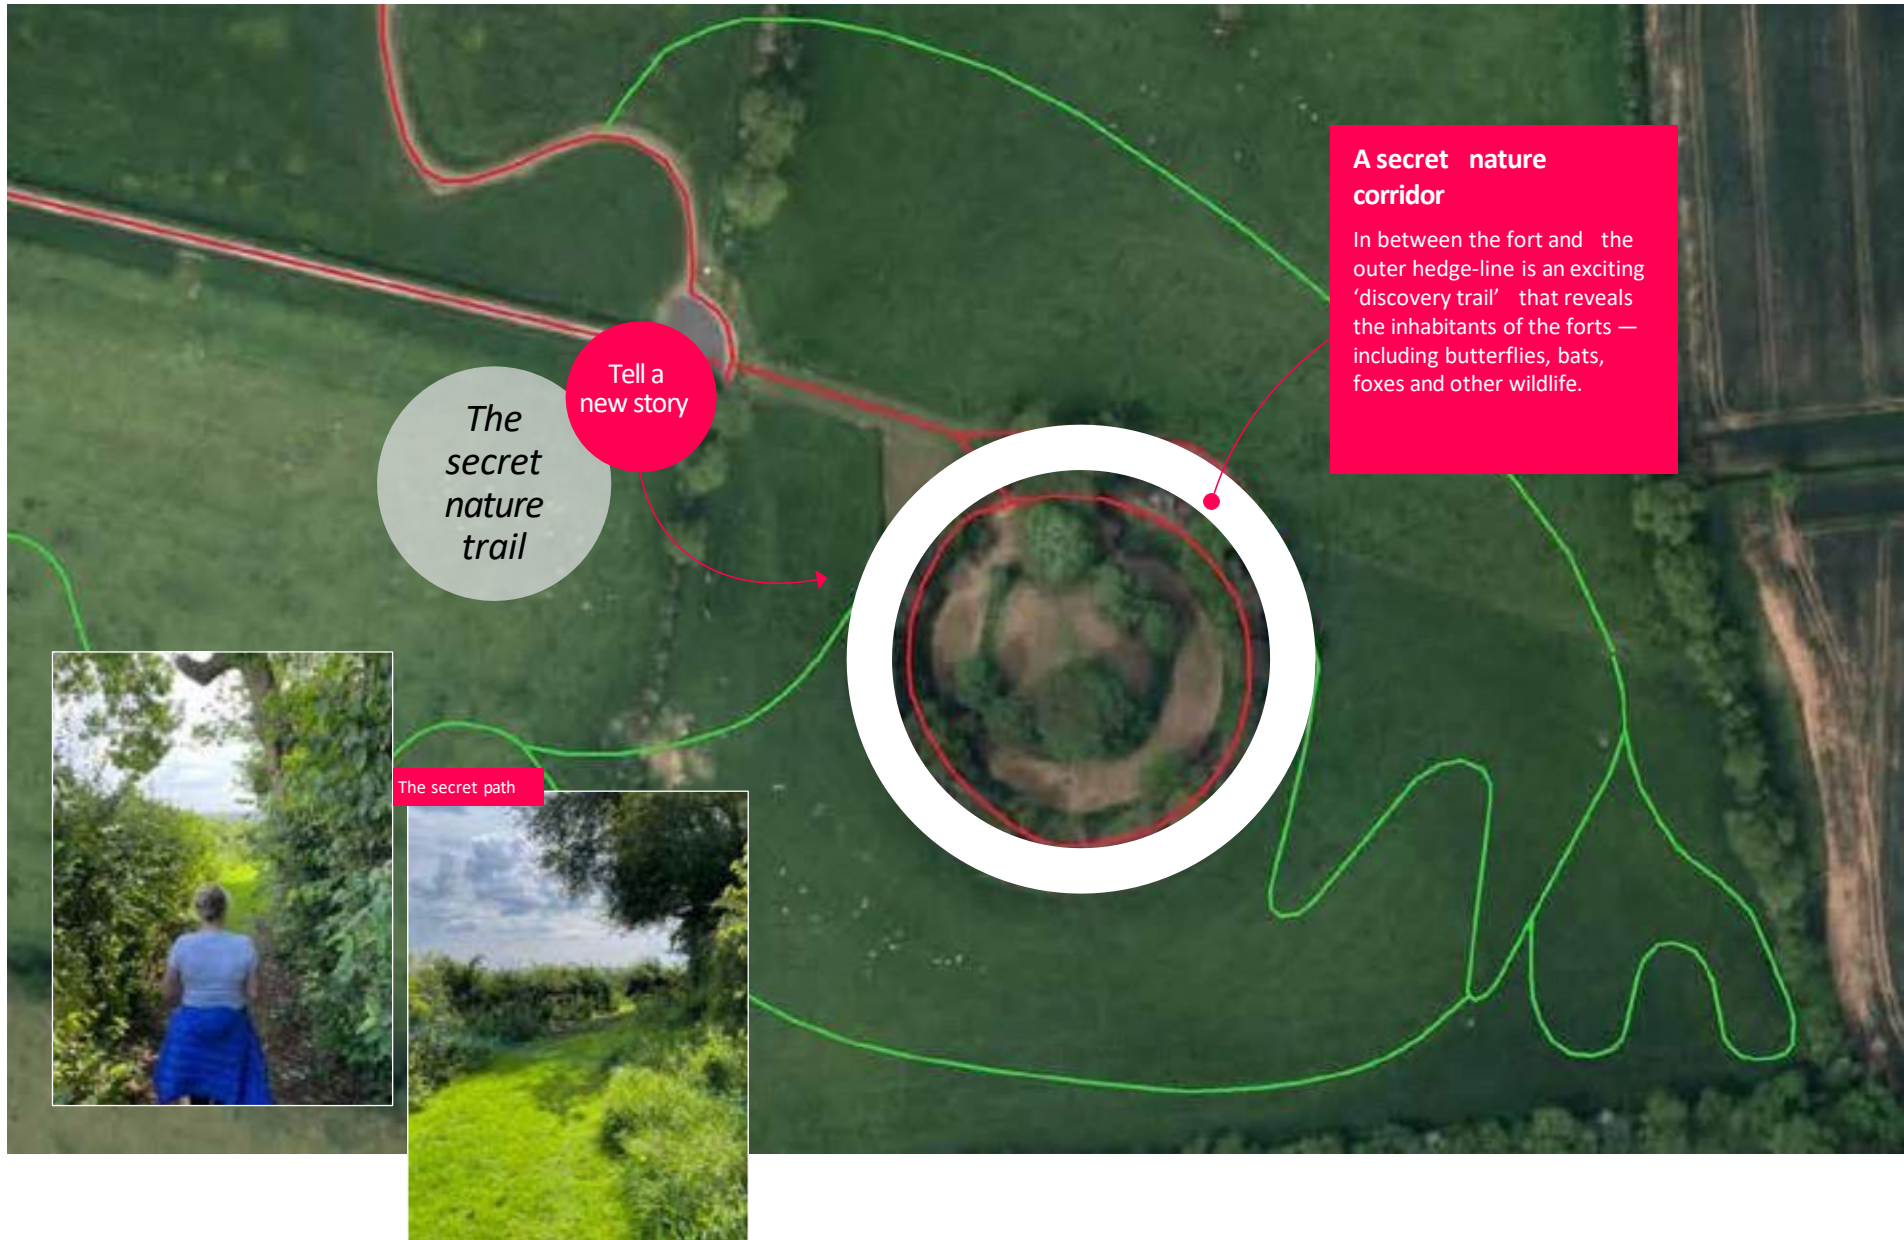 A secret nature
corridor
In between the fort and the
outer hedge-line is an exciting
‘discovery trail’ that reveals
the inhabitants of the forts —
including butterflies, bats,
foxes and other wildlife.
Tell a
new story
The
secret
nature
trail
The secret path